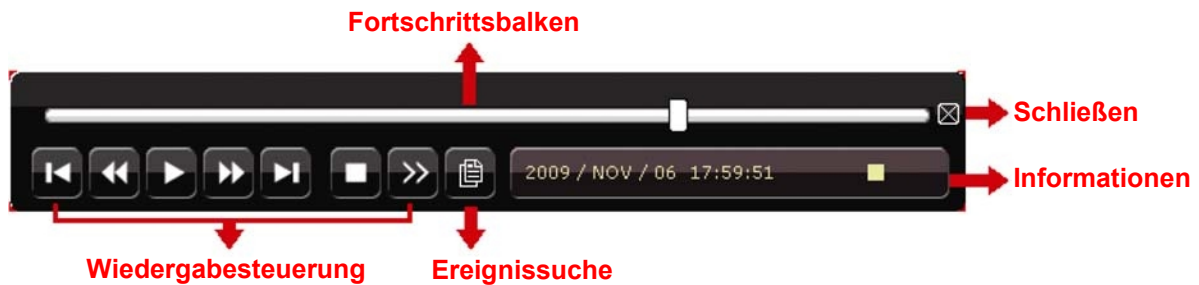 Fortschrittsbalken
Schließen
2009 / NOV / 06 17:59:51
Informationen
Wiedergabesteuerung
Ereignissuche